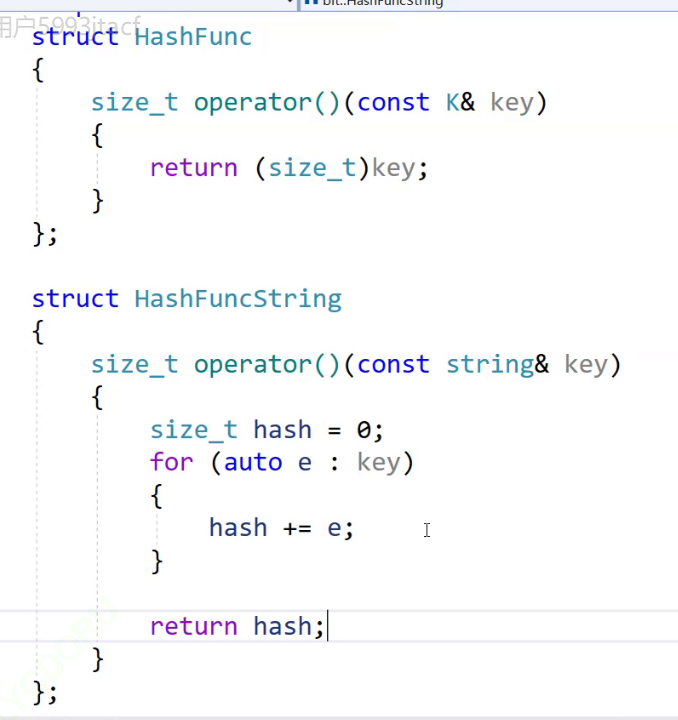 bit::HashFuncString
用户5993itacf
struct HashFunc
{
    size_t operator()(const K& key)
    {
        return (size_t)key;
    }
};

struct HashFuncString
{
    size_t operator()(const string& key)
    {
        size_t hash = 0;
        for (auto e : key)
        {
            hash += e;
        }

        return hash;
    }
};